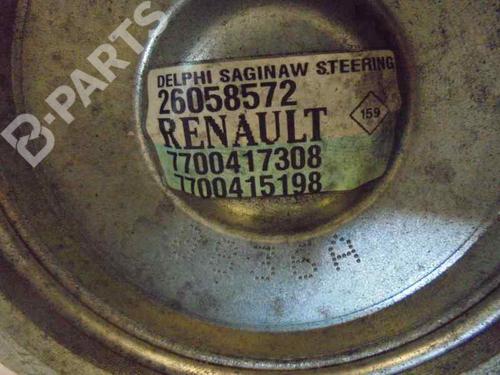 DELPHI SAGINAW STEERING
26058572
RENAULT
159
7700417308
7700415198
B-PARTS